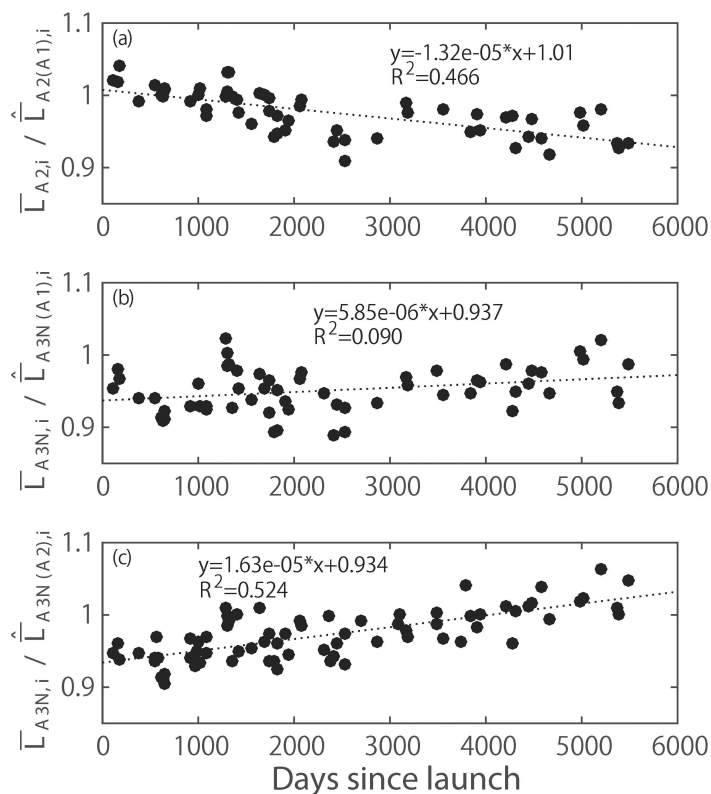 1.1
(a)
y=-1.32e-05*x+1.01
R²=0.466
1
0.9
L̅ A2,i / L̂̅ A2(A1),i
0 1000 2000 3000 4000 5000 6000
1.1
(b)
y=5.85e-06*x+0.937
R²=0.090
1
0.9
L̅ A3N,i / L̂̅ A3N(A1),i
0 1000 2000 3000 4000 5000 6000
1.1
(c)
y=1.63e-05*x+0.934
R²=0.524
1
0.9
L̅ A3N,i / L̂̅ A3N(A2),i
0 1000 2000 3000 4000 5000 6000
Days since launch